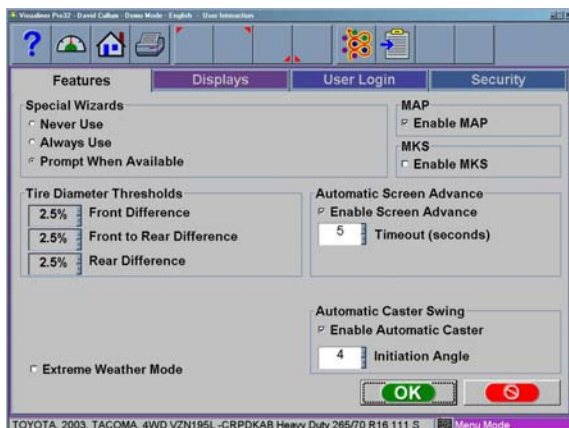 Visualiner Pro32 - David Cullum - Demo Mode - English - User Interaction
?
Features
Displays
User Login
Security
Special Wizards
Never Use
Always Use
Prompt When Available
MAP
Enable MAP
MKS
Enable MKS
Tire Diameter Thresholds
2.5% Front Difference
2.5% Front to Rear Difference
2.5% Rear Difference
Automatic Screen Advance
Enable Screen Advance
5 Timeout (seconds)
Automatic Caster Swing
Enable Automatic Caster
4 Initiation Angle
Extreme Weather Mode
OK
TOYOTA, 2003, TACOMA, 4WD VZN195L -CRPDKAB Heavy Duty 265/70 R16 111 S
Menu Mode